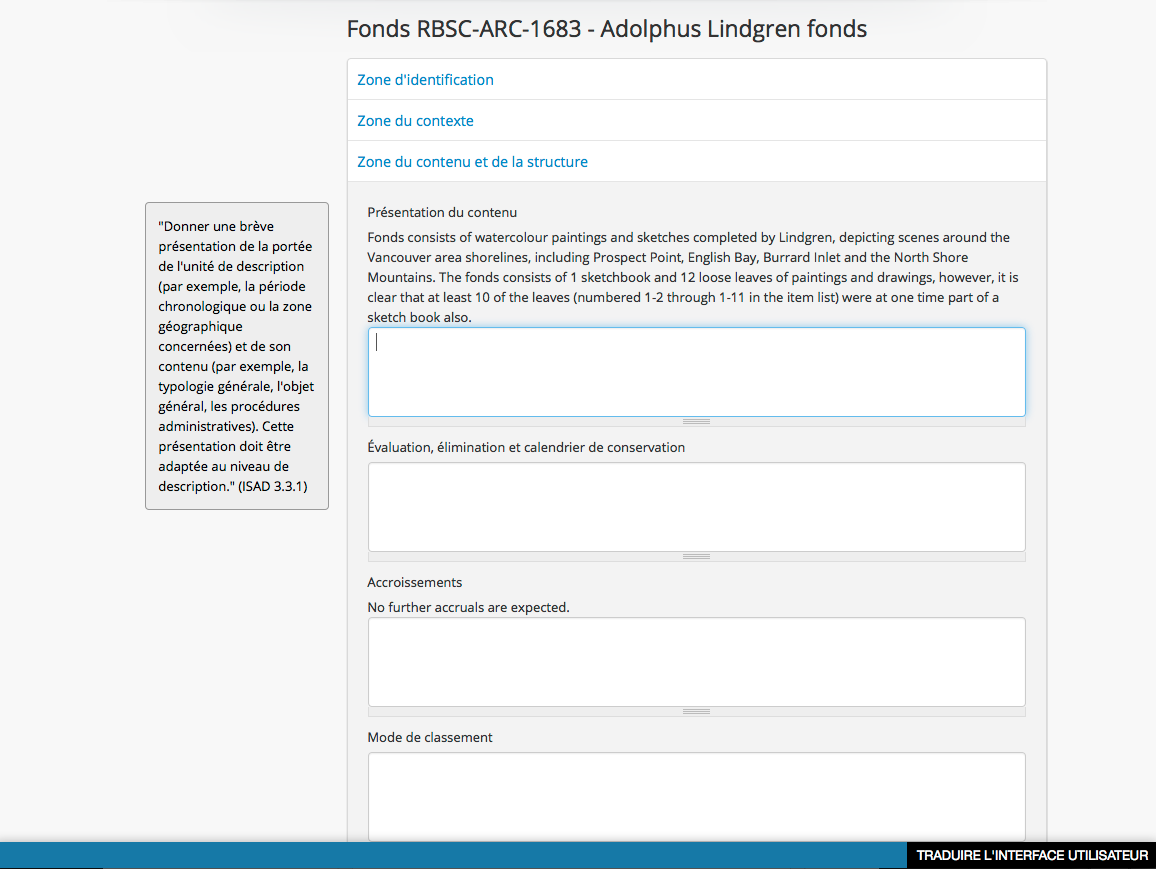 Fonds RBSC-ARC-1683 - Adolphus Lindgren fonds
Zone d'identification
Zone du contexte
Zone du contenu et de la structure
"Donner une brève
présentation de la portée
de l'unité de description
(par exemple, la période
chronologique ou la zone
géographique
concernées) et de son
contenu (par exemple, la
typologie générale, l'objet
général, les procédures
administratives). Cette
présentation doit être
adaptée au niveau de
description." (ISAD 3.3.1)
Présentation du contenu
Fonds consists of watercolour paintings and sketches completed by Lindgren, depicting scenes around the
Vancouver area shorelines, including Prospect Point, English Bay, Burrard Inlet and the North Shore
Mountains. The fonds consists of 1 sketchbook and 12 loose leaves of paintings and drawings, however, it is
clear that at least 10 of the leaves (numbered 1-2 through 1-11 in the item list) were at one time part of a
sketch book also.
Évaluation, élimination et calendrier de conservation
Accroissements
No further accruals are expected.
Mode de classement
TRADUIRE L'INTERFACE UTILISATEUR